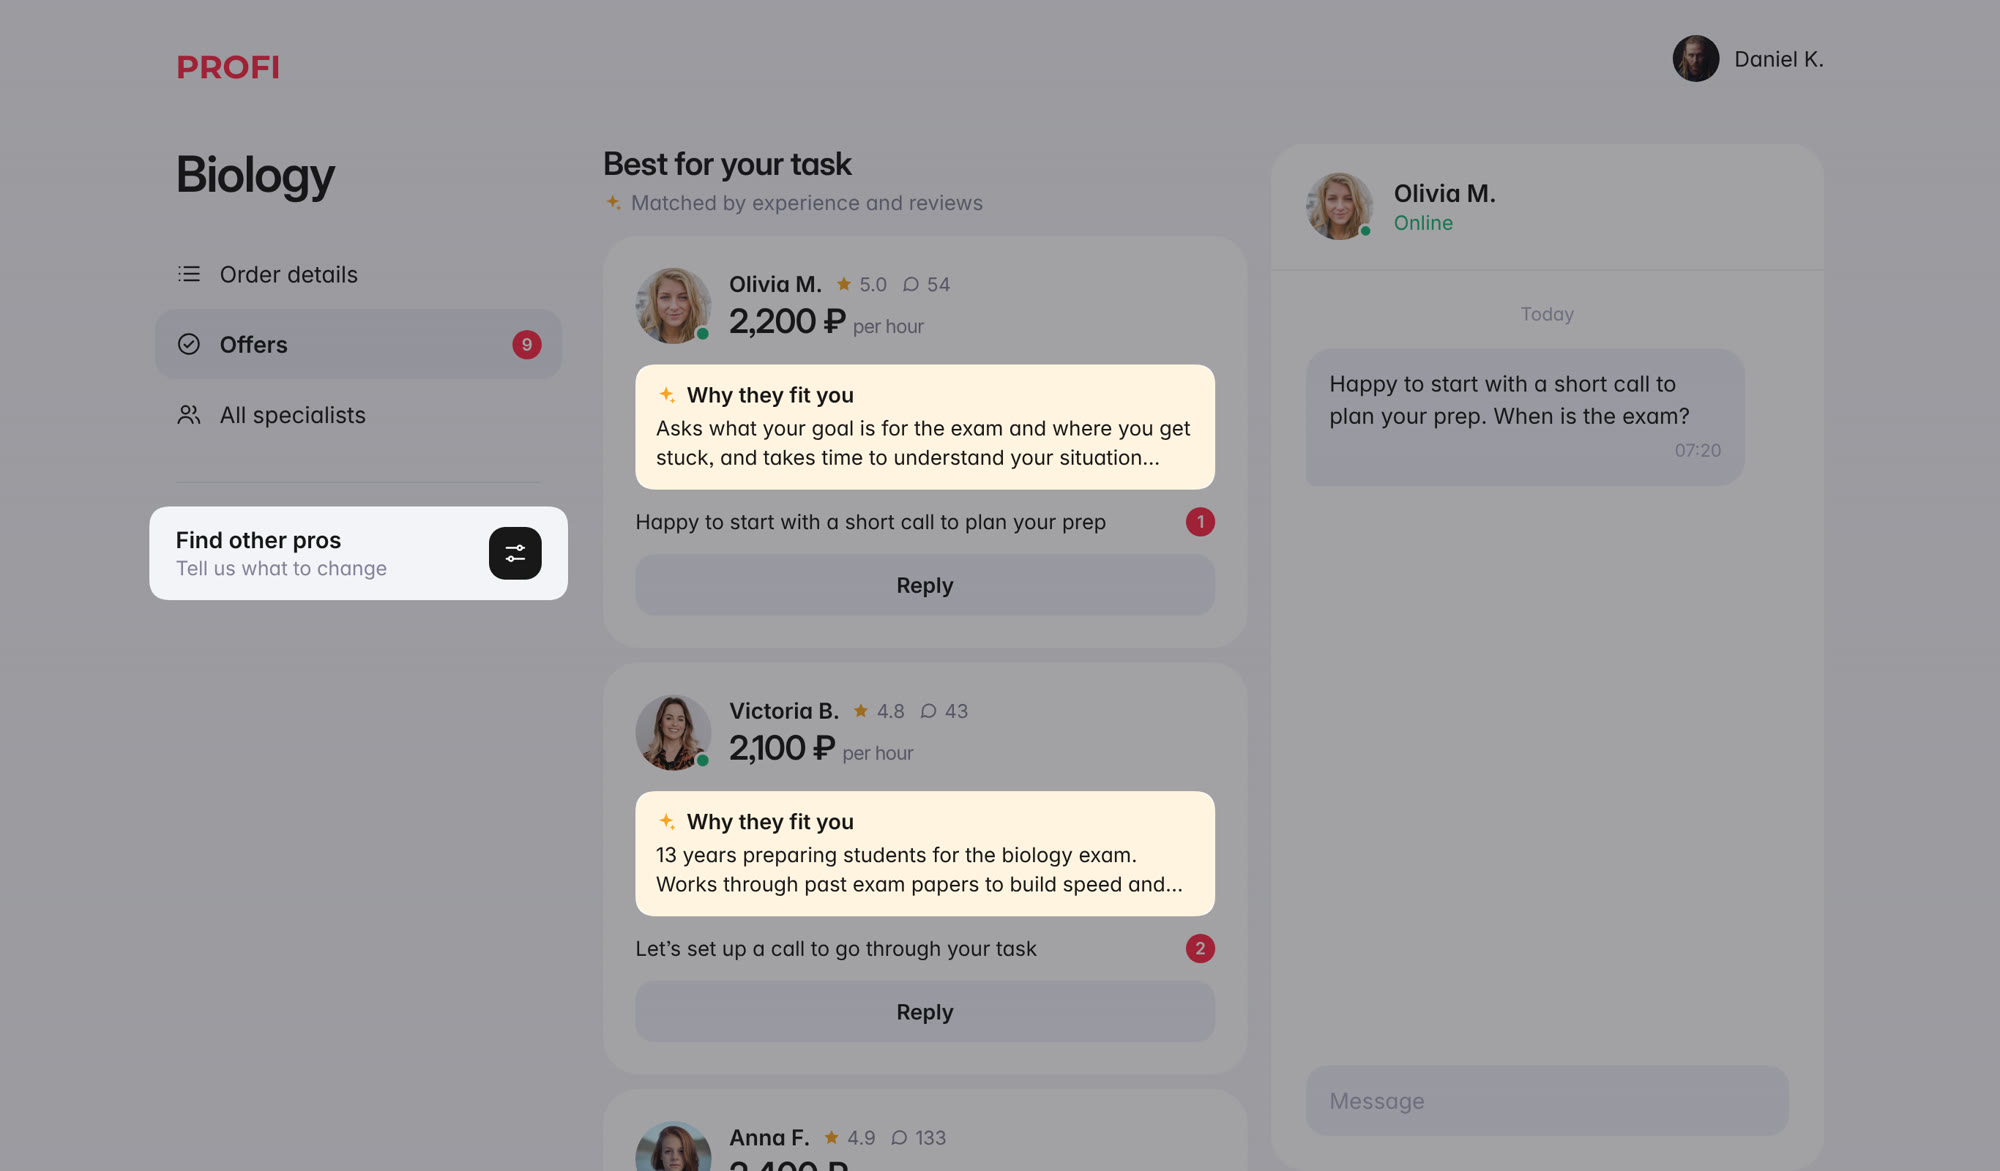 PROFI
Daniel K.
Biology
Order details
Offers
9
All specialists
Find other pros
Tell us what to change
Best for your task
Matched by experience and reviews
Olivia M. 5.0 54
2,200 ₽ per hour
Why they fit you
Asks what your goal is for the exam and where you get
stuck, and takes time to understand your situation...
Happy to start with a short call to plan your prep
1
Reply
Victoria B. 4.8 43
2,100 ₽ per hour
Why they fit you
13 years preparing students for the biology exam.
Works through past exam papers to build speed and...
Let’s set up a call to go through your task
2
Reply
Anna F. 4.9 133
2,400 ₽
Olivia M.
Online
Today
Happy to start with a short call to
plan your prep. When is the exam?
07:20
Message